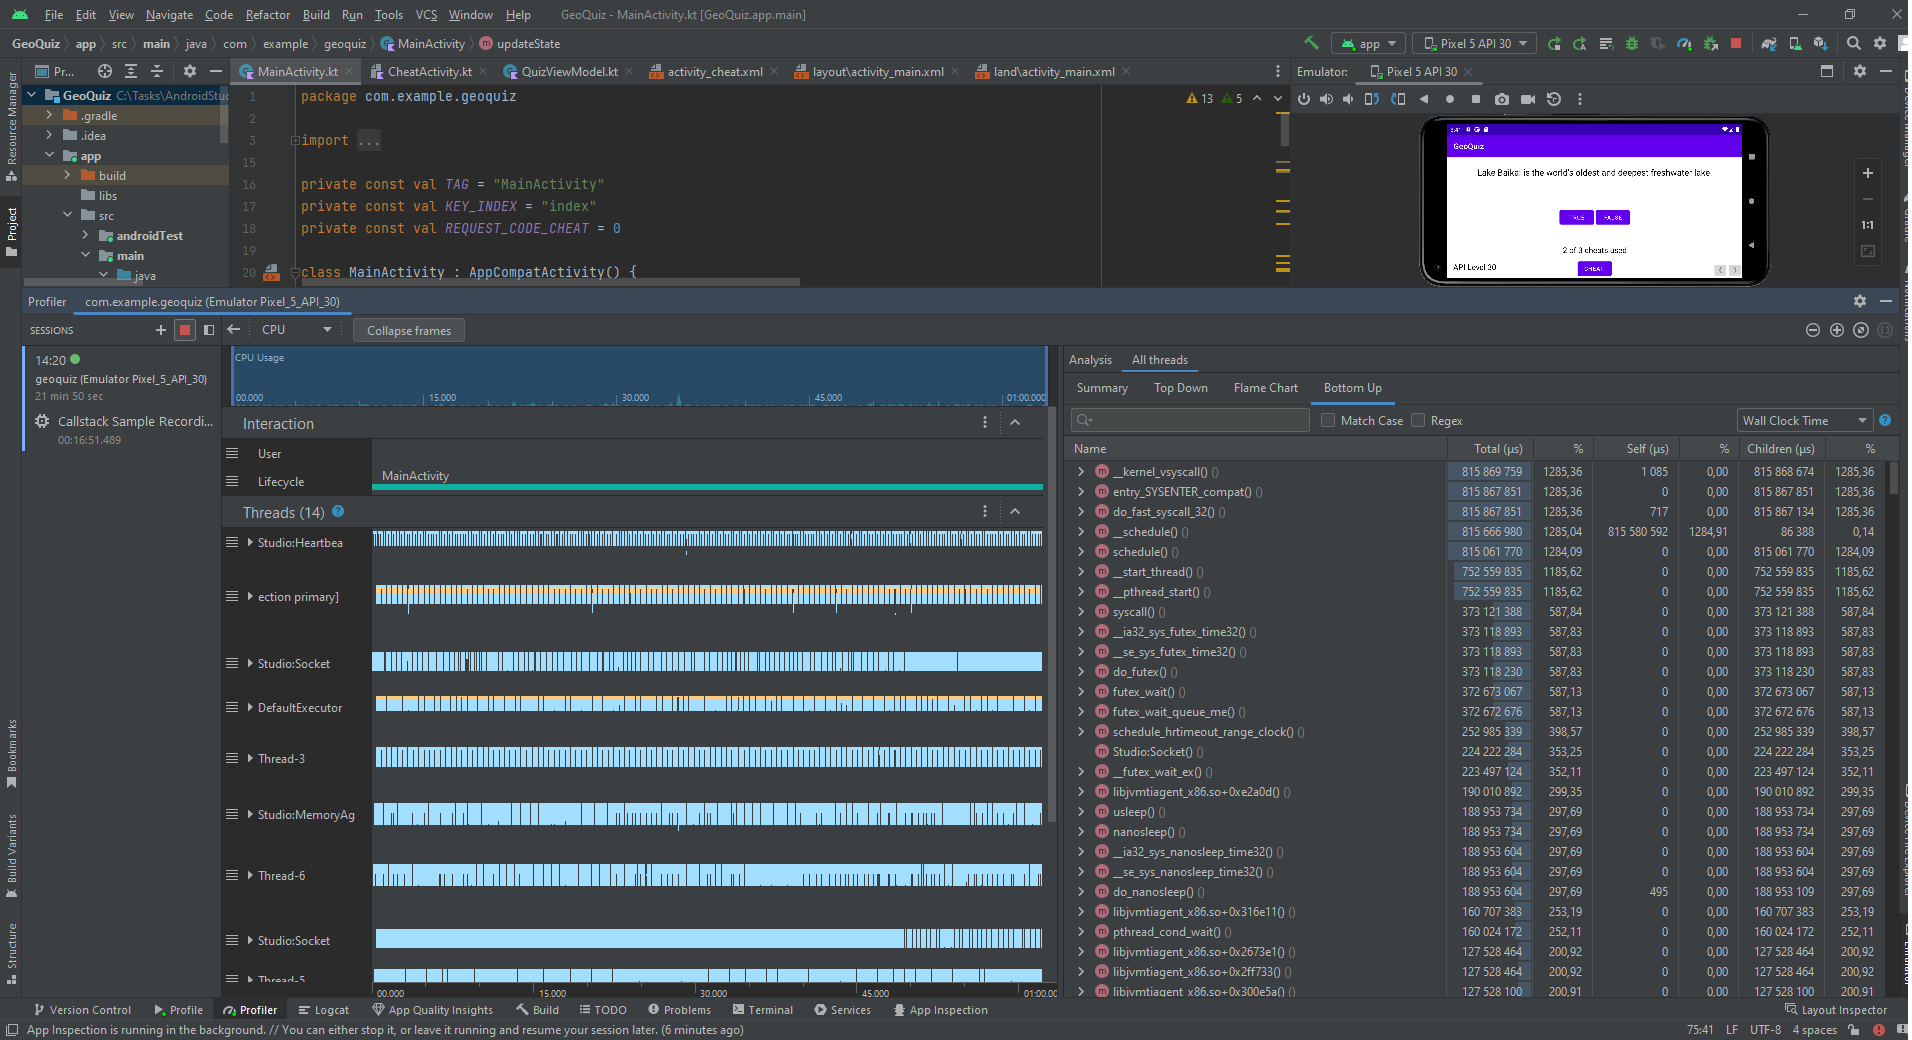 File Edit View Navigate Code Refactor Build Run Tools VCS Window Help GeoQuiz - MainActivity.kt [GeoQuiz.app.main]
GeoQuiz app src main java com example geoquiz MainActivity updateState app Pixel 5 API 30
Pr... MainActivity.kt CheatActivity.kt QuizViewModel.kt activity_cheat.xml layout\activity_main.xml land\activity_main.xml Emulator: Pixel 5 API 30
Resource Manager
Project
Bookmarks
Build Variants
Structure
GeoQuiz C:\Tasks\AndroidStud
.gradle
.idea
app
build
libs
src
androidTest
main
java
1 package com.example.geoquiz
2
3 import ...
15
16 private const val TAG = "MainActivity"
17 private const val KEY_INDEX = "index"
18 private const val REQUEST_CODE_CHEAT = 0
19
20 class MainActivity : AppCompatActivity() {
13 5
GeoQuiz
Lake Baikal is the world's oldest and deepest freshwater lake.
TRUE FALSE
2 of 3 cheats used
API Level 30
CHEAT
1:1
Profiler com.example.geoquiz (Emulator Pixel_5_API_30)
SESSIONS CPU Collapse frames
14:20
geoquiz (Emulator Pixel_5_API_30)
21 min 50 sec
Callstack Sample Recordi...
00:16:51.489
CPU Usage
00.000 15.000 30.000 45.000 01:00.000
Interaction
User
Lifecycle MainActivity
Threads (14)
Studio:Heartbea
ection primary]
Studio:Socket
DefaultExecutor
Thread-3
Studio:MemoryAg
Thread-6
Studio:Socket
Thread-5
00.000 15.000 30.000 45.000 01:00.00
Analysis All threads
Summary Top Down Flame Chart Bottom Up
Match Case Regex Wall Clock Time
Name Total (μs) % Self (μs) % Children (μs) %
__kernel_vsyscall() () 815 869 759 1285,36 1 085 0,00 815 868 674 1285,36
entry_SYSENTER_compat() () 815 867 851 1285,36 0 0,00 815 867 851 1285,36
do_fast_syscall_32() () 815 867 851 1285,36 717 0,00 815 867 134 1285,36
__schedule() () 815 666 980 1285,04 815 580 592 1284,91 86 388 0,14
schedule() () 815 061 770 1284,09 0 0,00 815 061 770 1284,09
__start_thread() () 752 559 835 1185,62 0 0,00 752 559 835 1185,62
__pthread_start() () 752 559 835 1185,62 0 0,00 752 559 835 1185,62
syscall() () 373 121 388 587,84 0 0,00 373 121 388 587,84
__ia32_sys_futex_time32() () 373 118 893 587,83 0 0,00 373 118 893 587,83
__se_sys_futex_time32() () 373 118 893 587,83 0 0,00 373 118 893 587,83
do_futex() () 373 118 230 587,83 0 0,00 373 118 230 587,83
futex_wait() () 372 673 067 587,13 0 0,00 372 673 067 587,13
futex_wait_queue_me() () 372 672 676 587,13 0 0,00 372 672 676 587,13
schedule_hrtimeout_range_clock() () 252 985 339 398,57 0 0,00 252 985 339 398,57
Studio:Socket() () 224 222 284 353,25 0 0,00 224 222 284 353,25
__futex_wait_ex() () 223 497 124 352,11 0 0,00 223 497 124 352,11
libjvmtiagent_x86.so+0xe2a0d() () 190 010 892 299,35 0 0,00 190 010 892 299,35
usleep() () 188 953 734 297,69 0 0,00 188 953 734 297,69
nanosleep() () 188 953 734 297,69 0 0,00 188 953 734 297,69
__ia32_sys_nanosleep_time32() () 188 953 604 297,69 0 0,00 188 953 604 297,69
__se_sys_nanosleep_time32() () 188 953 604 297,69 0 0,00 188 953 604 297,69
do_nanosleep() () 188 953 604 297,69 495 0,00 188 953 109 297,69
libjvmtiagent_x86.so+0x316e11() () 160 707 383 253,19 0 0,00 160 707 383 253,19
pthread_cond_wait() () 160 024 172 252,11 0 0,00 160 024 172 252,11
libjvmtiagent_x86.so+0x2673e1() () 127 528 464 200,92 0 0,00 127 528 464 200,92
libjvmtiagent_x86.so+0x2ff733() () 127 528 464 200,92 0 0,00 127 528 464 200,92
libjvmtiagent_x86.so+0x300e5a() () 127 528 100 200,91 0 0,00 127 528 100 200,91
Version Control Profile Profiler Logcat App Quality Insights Build TODO Problems Terminal Services App Inspection Layout Inspector
App Inspection is running in the background. // You can either stop it, or leave it running and resume your session later. (6 minutes ago) 75:41 LF UTF-8 4 spaces